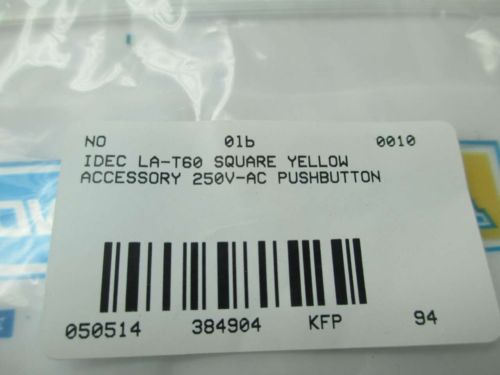 NO 01b 0010
IDEC LA-T60 SQUARE YELLOW
ACCESSORY 250V-AC PUSHBUTTON
050514 384904 KFP 94